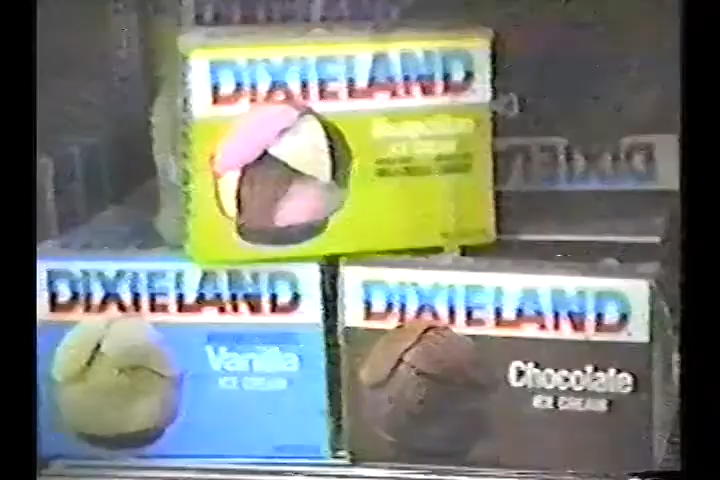 DIXIELAND
Neapolitan
ICE CREAM
DIXIELAND
Vanilla
ICE CREAM
DIXIELAND
Chocolate
ICE CREAM